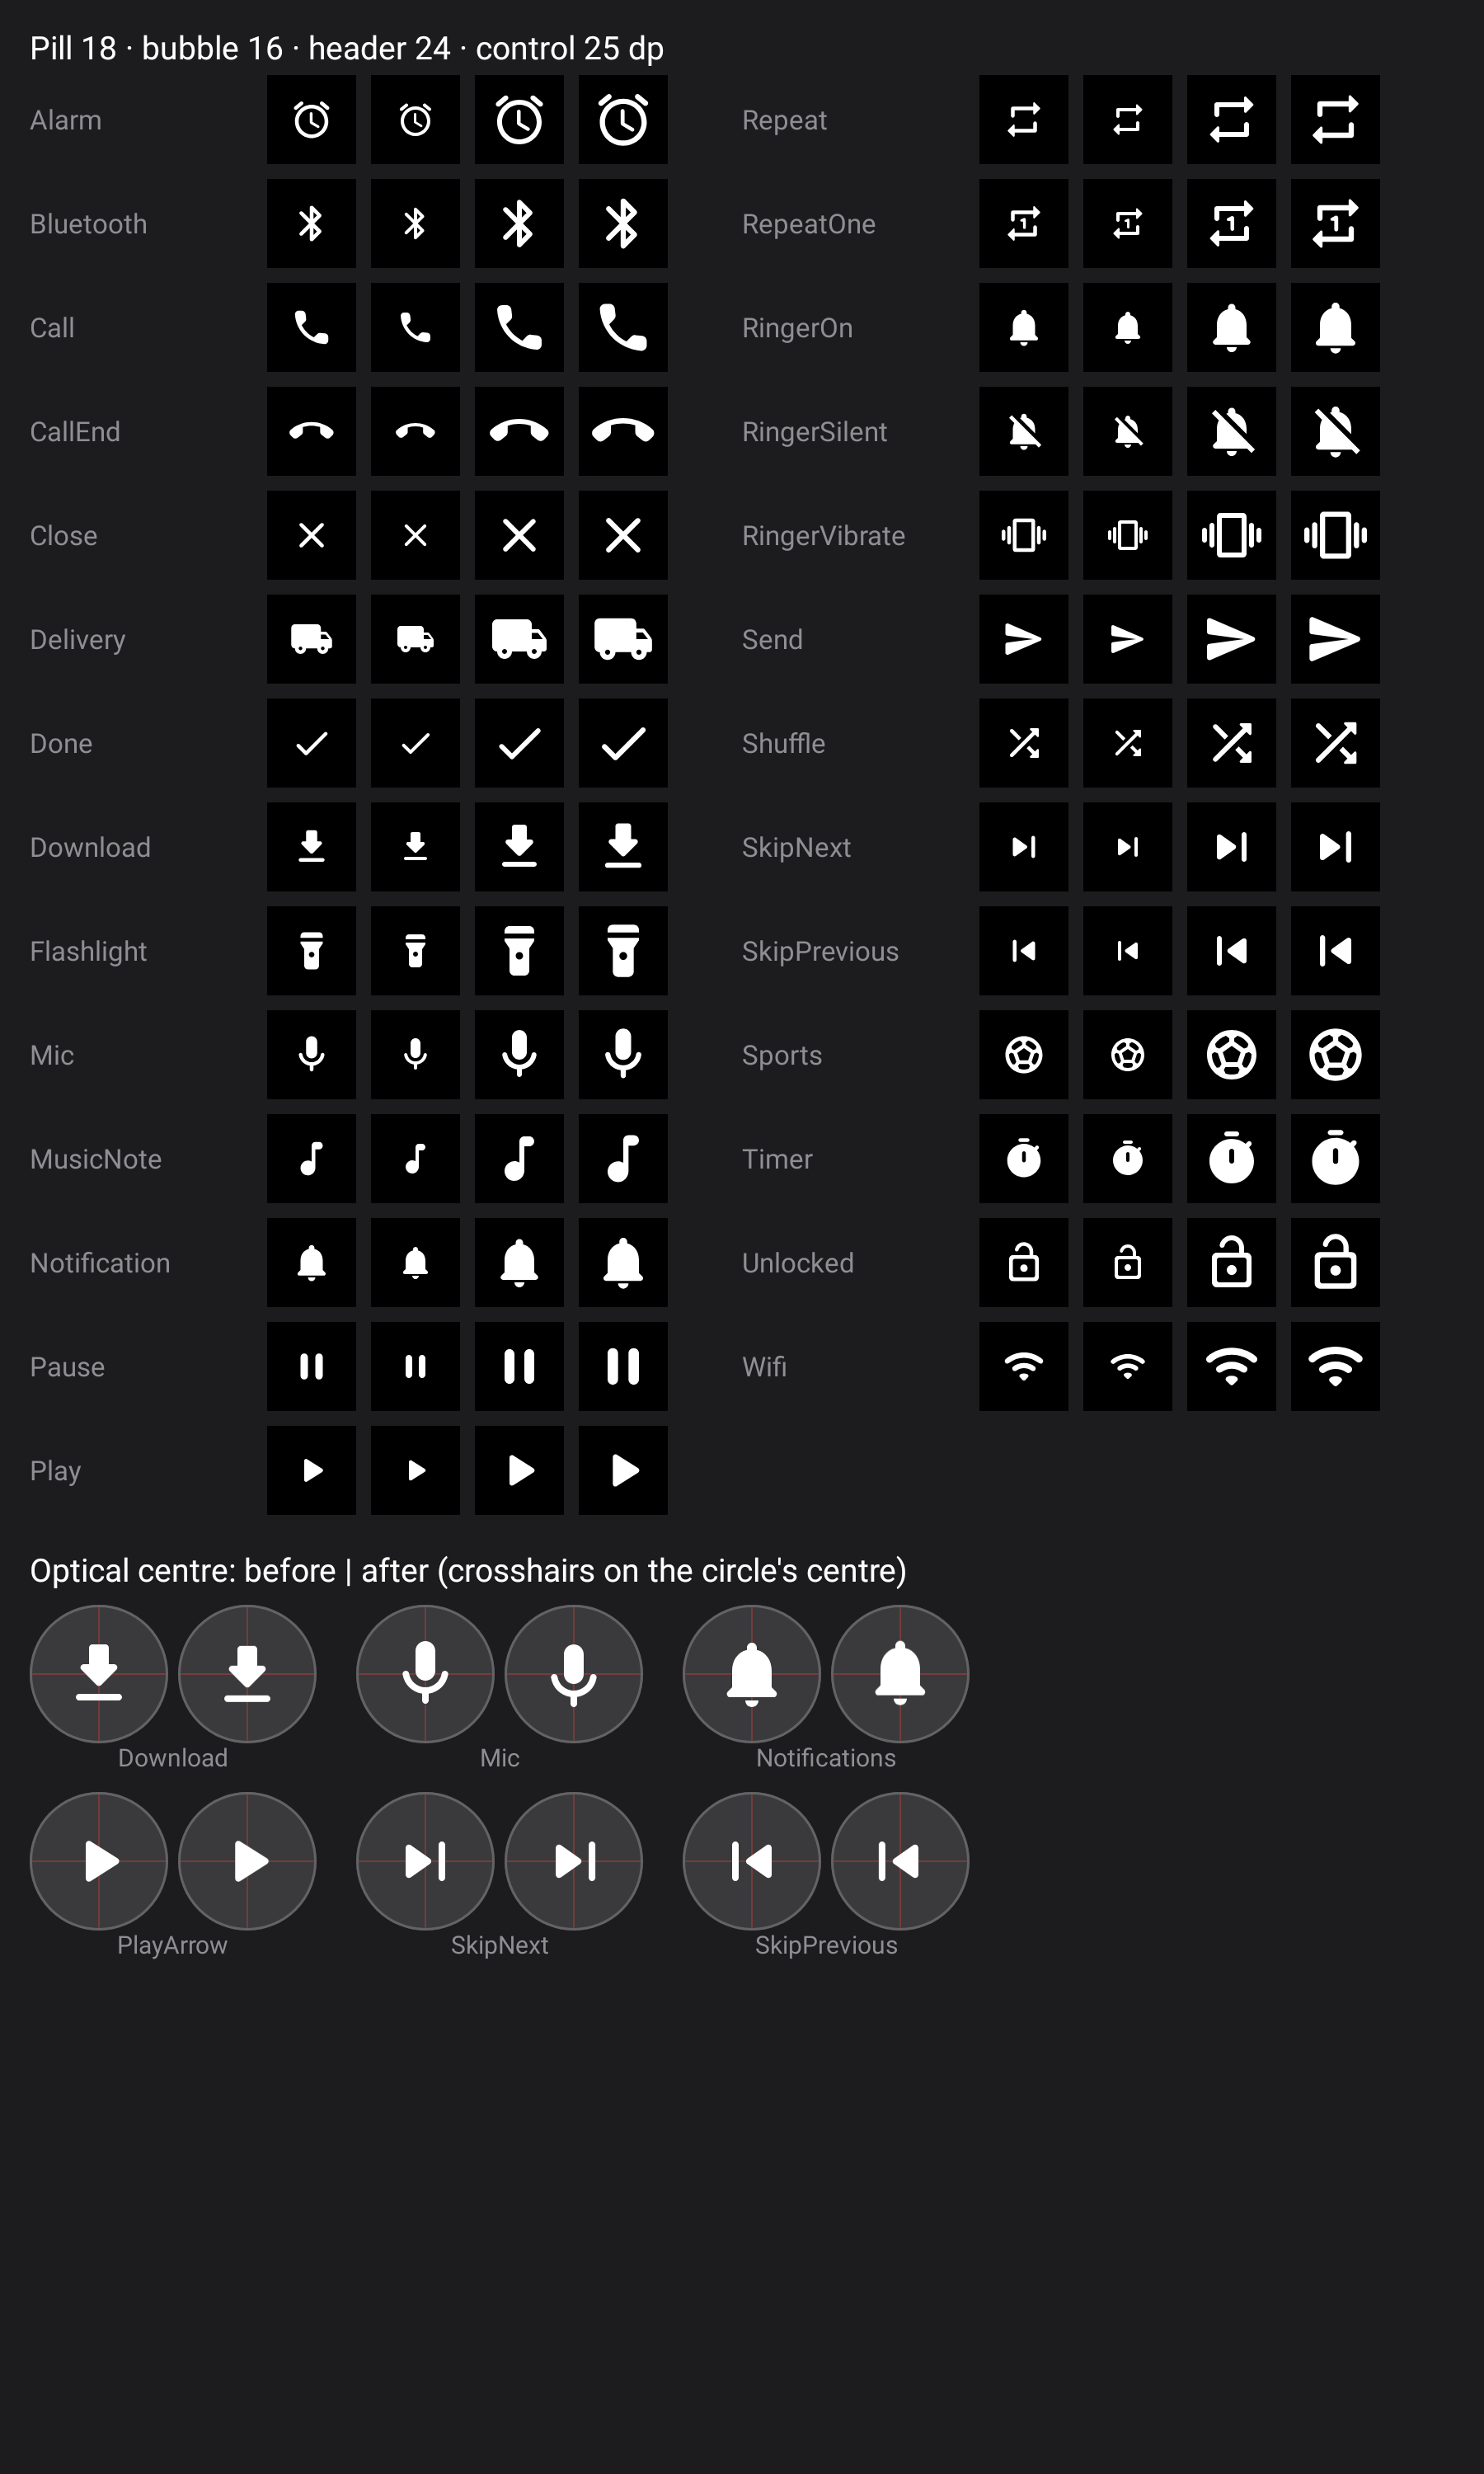 Pill 18 · bubble 16 · header 24 · control 25 dp
Alarm
Bluetooth
Call
CallEnd
Close
Delivery
Done
Download
Flashlight
Mic
MusicNote
Notification
Pause
Play
Repeat
RepeatOne
RingerOn
RingerSilent
RingerVibrate
Send
Shuffle
SkipNext
SkipPrevious
Sports
Timer
Unlocked
Wifi
Optical centre: before | after (crosshairs on the circle's centre)
Download
Mic
Notifications
PlayArrow
SkipNext
SkipPrevious